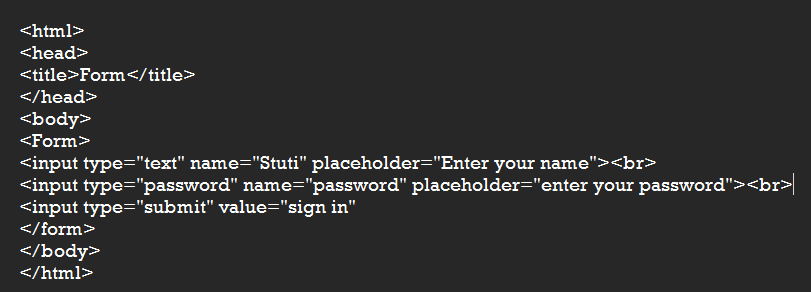 <html>
<head>
<title>Form</title>
</head>
<body>
<Form>
<input type="text" name="Stuti" placeholder="Enter your name"><br>
<input type="password" name="password" placeholder="enter your password"><br>
<input type="submit" value="sign in"
</form>
</body>
</html>